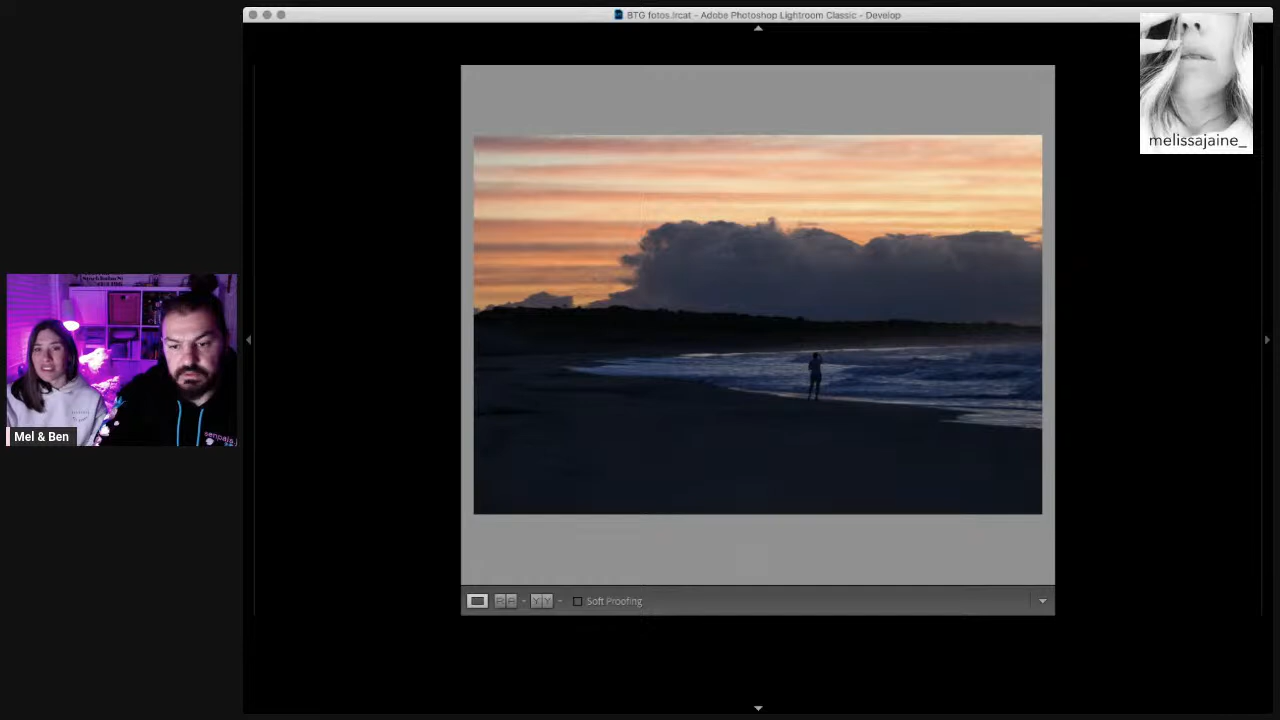 BTG fotos.lrcat - Adobe Photoshop Lightroom Classic - Develop
melissajaine_
Mel & Ben
Soft Proofing